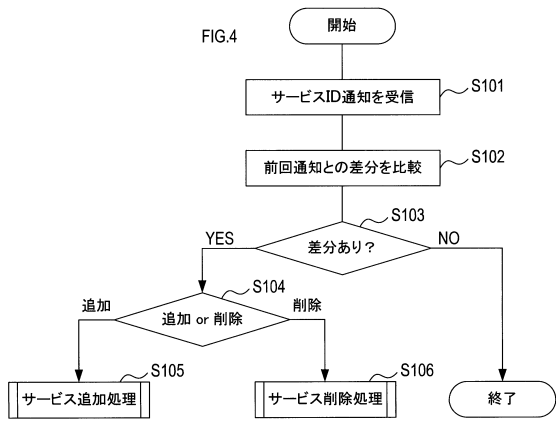 FIG.4
開始
サービスID通知を受信
S101
前回通知との差分を比較
S102
差分あり?
S103
YES
NO
追加 or 削除
S104
追加
削除
サービス追加処理
S105
サービス削除処理
S106
終了